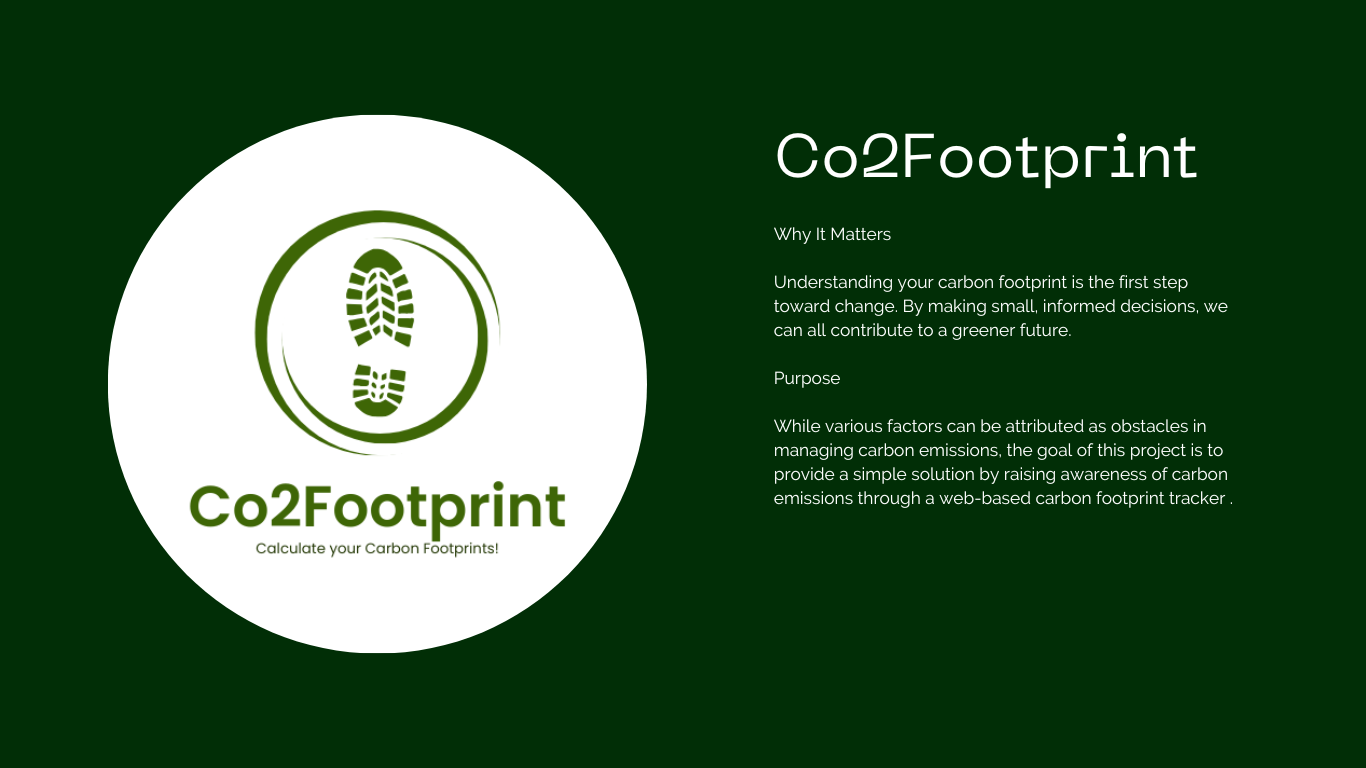 Co2Footprint
Calculate your Carbon Footprints!
Co2Footprint
Why It Matters
Understanding your carbon footprint is the first step
toward change. By making small, informed decisions, we
can all contribute to a greener future.
Purpose
While various factors can be attributed as obstacles in
managing carbon emissions, the goal of this project is to
provide a simple solution by raising awareness of carbon
emissions through a web-based carbon footprint tracker .